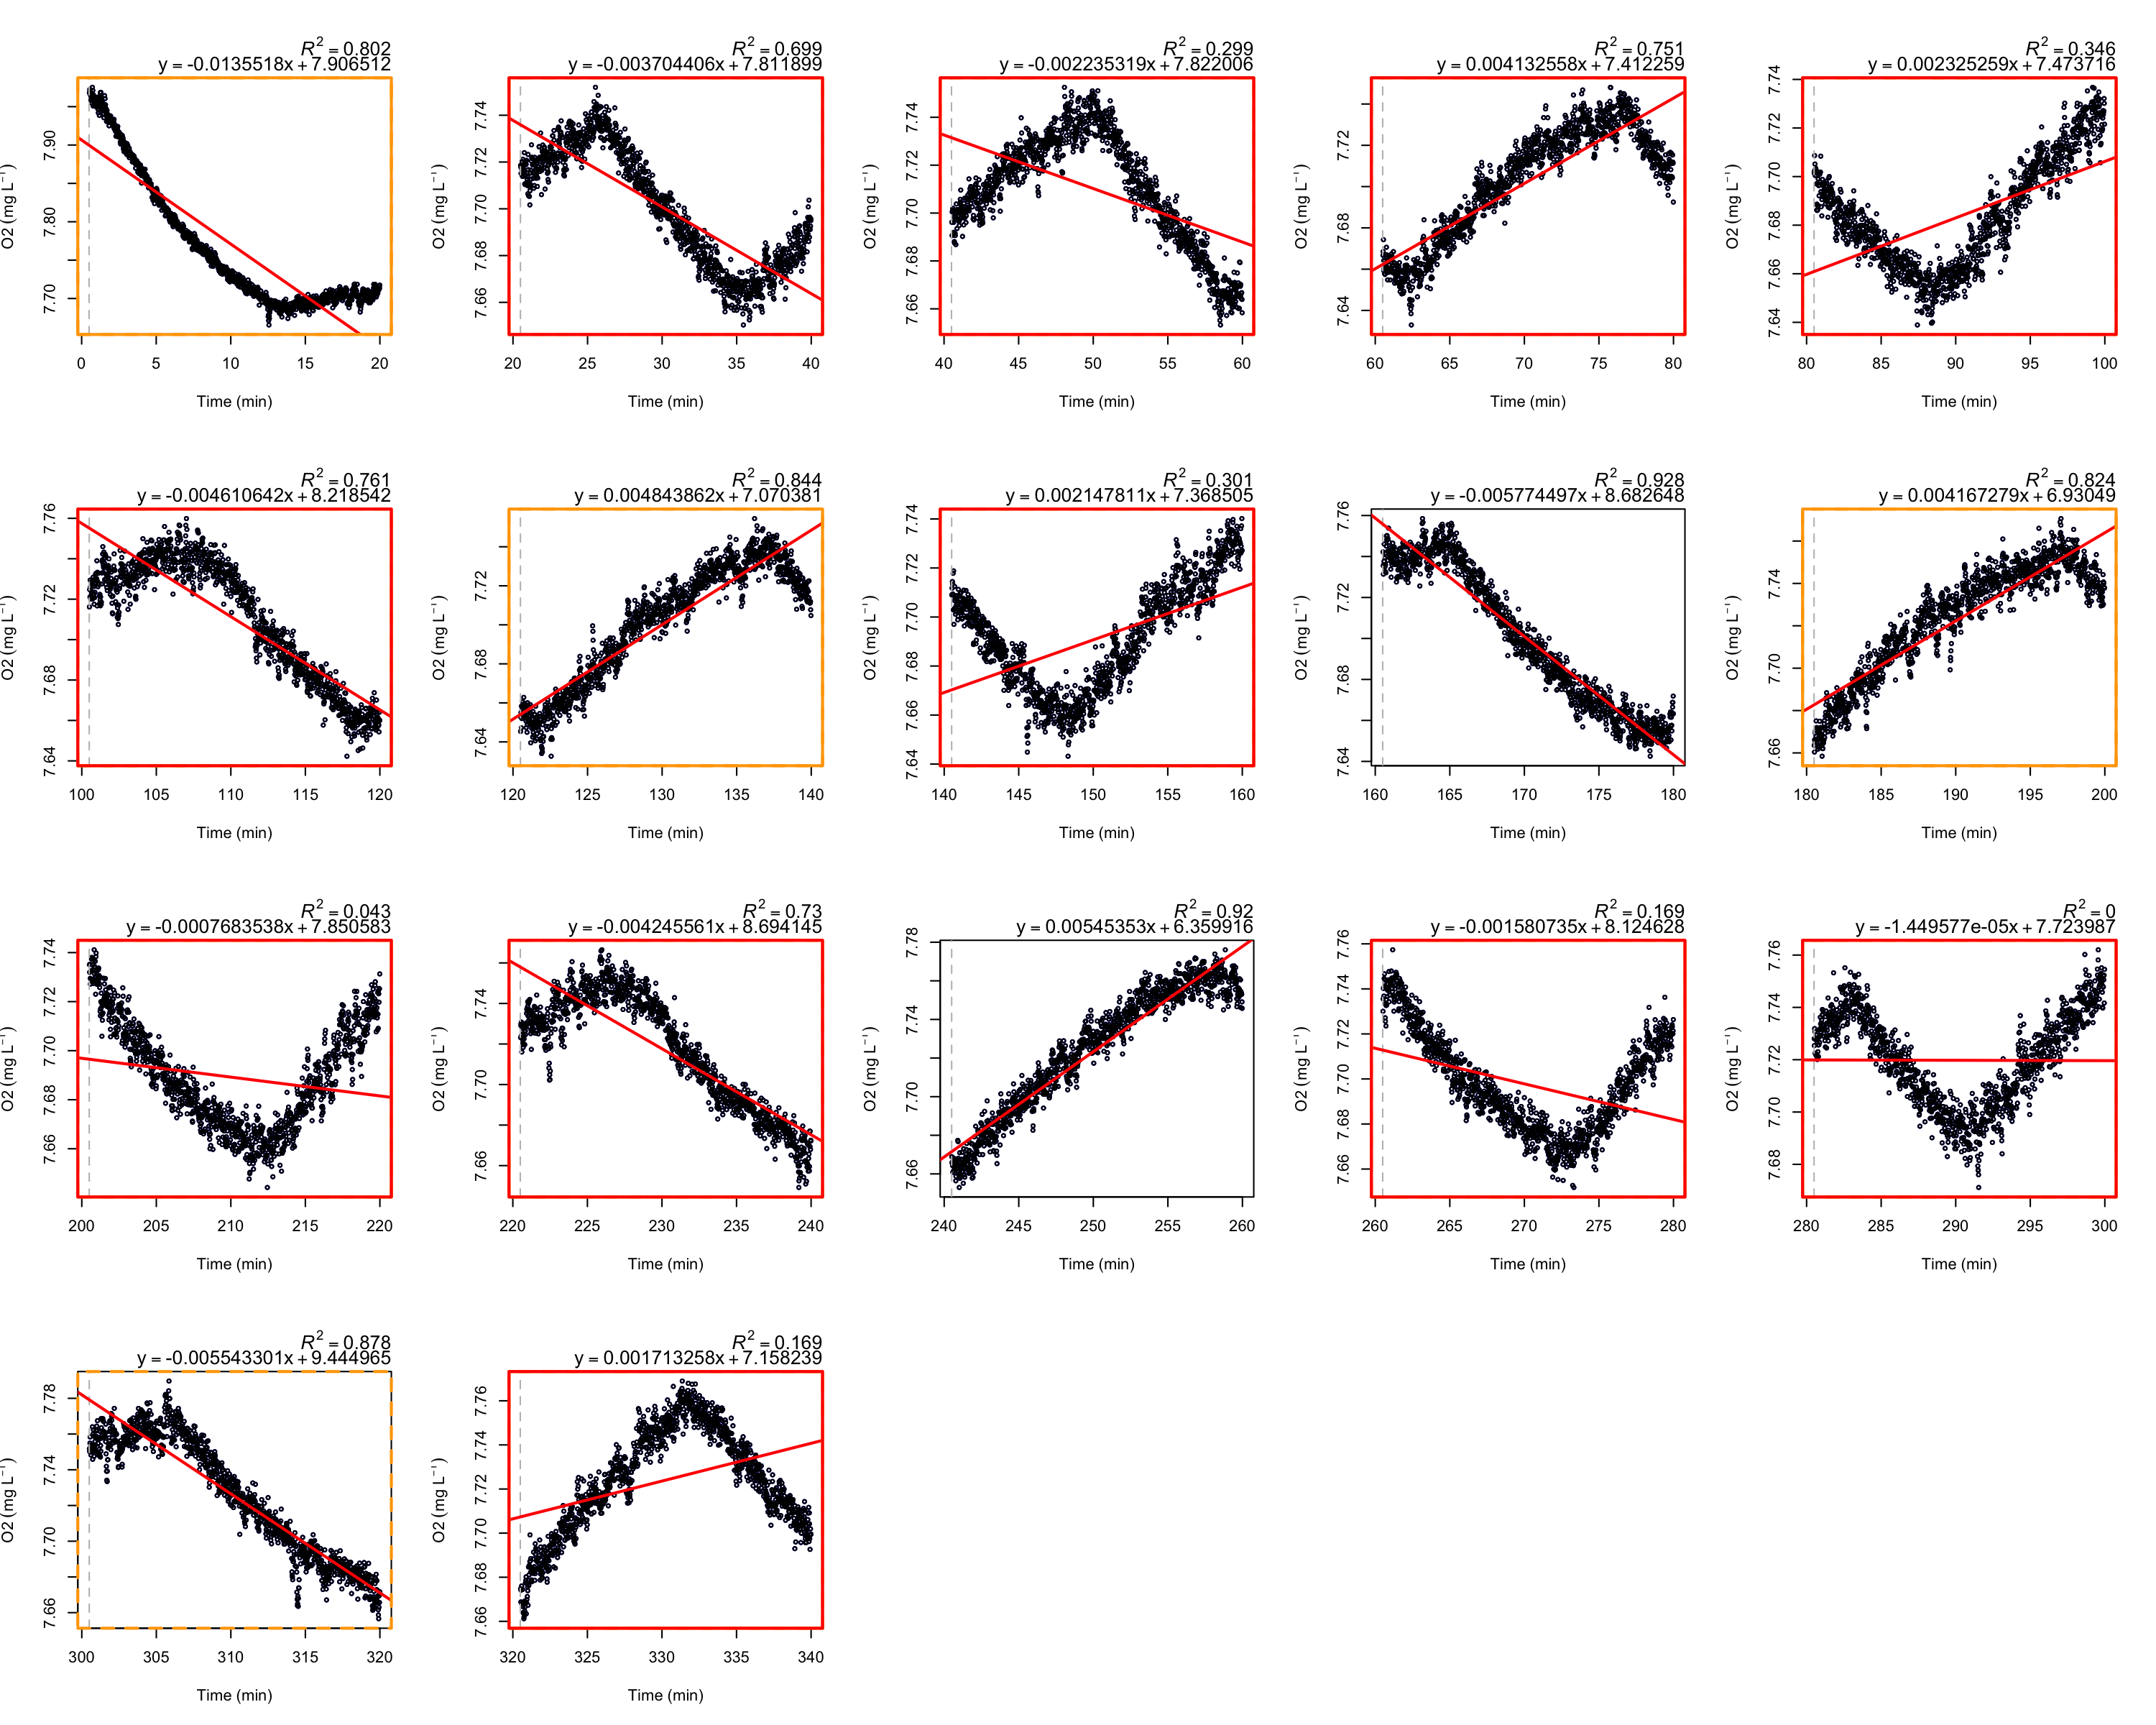 R² = 0.802
y = -0.0135518x + 7.906512
O2 (mg L⁻¹)
7.70 7.80 7.90
0 5 10 15 20
Time (min)
R² = 0.699
y = -0.003704406x + 7.811899
O2 (mg L⁻¹)
7.66 7.68 7.70 7.72 7.74
20 25 30 35 40
Time (min)
R² = 0.299
y = -0.002235319x + 7.822006
O2 (mg L⁻¹)
7.66 7.68 7.70 7.72 7.74
40 45 50 55 60
Time (min)
R² = 0.751
y = 0.004132558x + 7.412259
O2 (mg L⁻¹)
7.64 7.68 7.72
60 65 70 75 80
Time (min)
R² = 0.346
y = 0.002325259x + 7.473716
O2 (mg L⁻¹)
7.64 7.66 7.68 7.70 7.72 7.74
80 85 90 95 100
Time (min)
R² = 0.761
y = -0.004610642x + 8.218542
O2 (mg L⁻¹)
7.64 7.68 7.72 7.76
100 105 110 115 120
Time (min)
R² = 0.844
y = 0.004843862x + 7.070381
O2 (mg L⁻¹)
7.64 7.68 7.72
120 125 130 135 140
Time (min)
R² = 0.301
y = 0.002147811x + 7.368505
O2 (mg L⁻¹)
7.64 7.66 7.68 7.70 7.72 7.74
140 145 150 155 160
Time (min)
R² = 0.928
y = -0.005774497x + 8.682648
O2 (mg L⁻¹)
7.64 7.68 7.72 7.76
160 165 170 175 180
Time (min)
R² = 0.824
y = 0.004167279x + 6.93049
O2 (mg L⁻¹)
7.66 7.70 7.74
180 185 190 195 200
Time (min)
R² = 0.043
y = -0.0007683538x + 7.850583
O2 (mg L⁻¹)
7.66 7.68 7.70 7.72 7.74
200 205 210 215 220
Time (min)
R² = 0.73
y = -0.004245561x + 8.694145
O2 (mg L⁻¹)
7.66 7.70 7.74
220 225 230 235 240
Time (min)
R² = 0.92
y = 0.00545353x + 6.359916
O2 (mg L⁻¹)
7.66 7.70 7.74 7.78
240 245 250 255 260
Time (min)
R² = 0.169
y = -0.001580735x + 8.124628
O2 (mg L⁻¹)
7.66 7.68 7.70 7.72 7.74 7.76
260 265 270 275 280
Time (min)
R² = 0
y = -1.449577e-05x + 7.723987
O2 (mg L⁻¹)
7.68 7.70 7.72 7.74 7.76
280 285 290 295 300
Time (min)
R² = 0.878
y = -0.005543301x + 9.444965
O2 (mg L⁻¹)
7.66 7.70 7.74 7.78
300 305 310 315 320
Time (min)
R² = 0.169
y = 0.001713258x + 7.158239
O2 (mg L⁻¹)
7.66 7.68 7.70 7.72 7.74 7.76
320 325 330 335 340
Time (min)